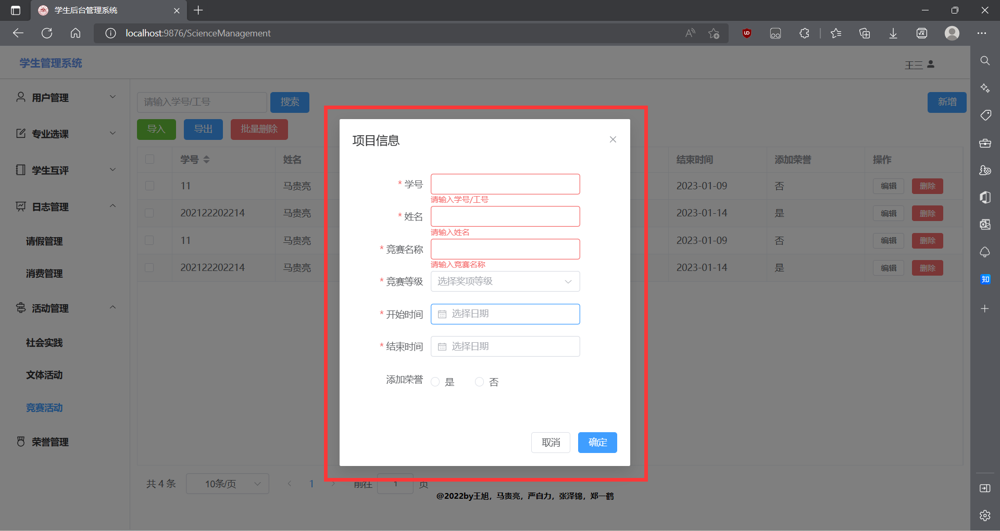 学生后台管理系统
localhost:9876/ScienceManagement
学生管理系统
王三
用户管理
专业选课
学生互评
日志管理
请假管理
消费管理
活动管理
社会实践
文体活动
竞赛活动
荣誉管理
请输入学号/工号
搜索
新增
导入
导出
批量删除
学号
姓名
结束时间
添加荣誉
操作
11
马贵亮
2023-01-09
否
编辑
删除
202122202214
马贵亮
2023-01-14
是
编辑
删除
11
马贵亮
2023-01-09
否
编辑
删除
202122202214
马贵亮
2023-01-14
是
编辑
删除
项目信息
* 学号
请输入学号/工号
* 姓名
请输入姓名
* 竞赛名称
请输入竞赛名称
* 竞赛等级
选择奖项等级
* 开始时间
选择日期
* 结束时间
选择日期
添加荣誉
是
否
取消
确定
共 4 条
10条/页
1
前往
1
页
@2022by王旭，马贵亮，严自力，张泽锦，郑一鹤
知